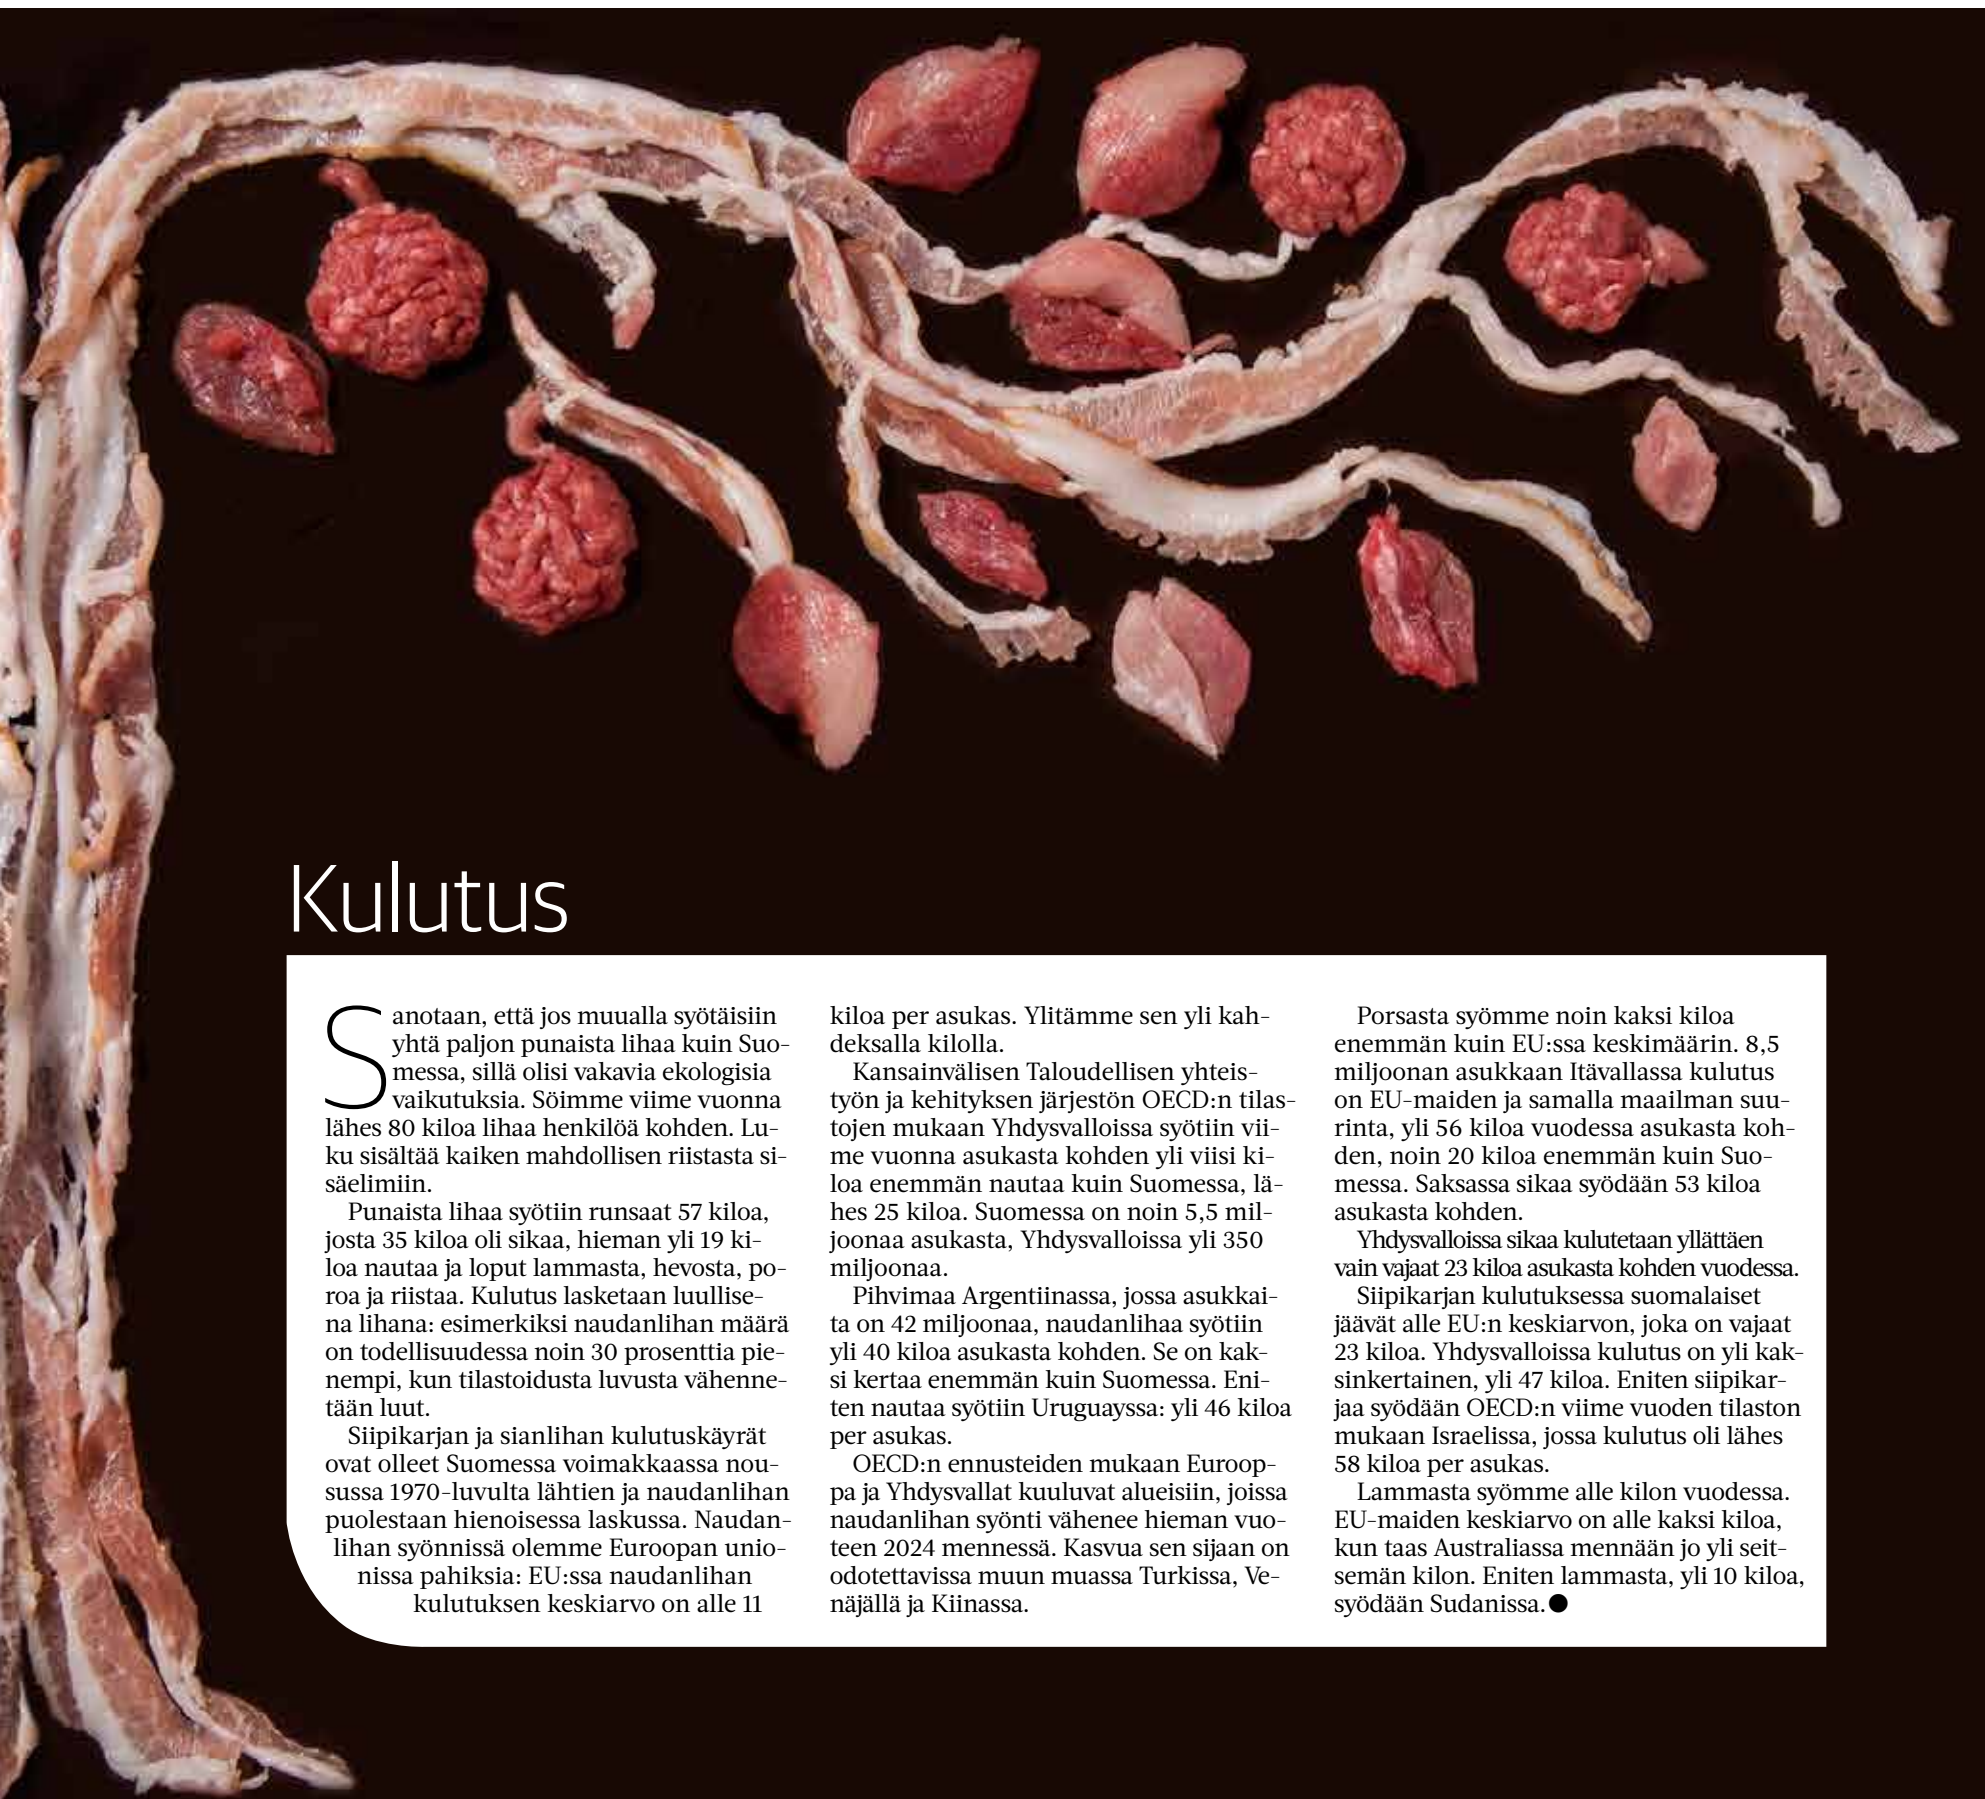 Kulutus
Sanotaan, että jos muualla syötäisiin
yhtä paljon punaista lihaa kuin Suo-
messa, sillä olisi vakavia ekologisia
vaikutuksia. Söimme viime vuonna
lähes 80 kiloa lihaa henkilöä kohden. Lu-
ku sisältää kaiken mahdollisen riistasta si-
säelimiin.
Punaista lihaa syötiin runsaat 57 kiloa,
josta 35 kiloa oli sikaa, hieman yli 19 ki-
loa nautaa ja loput lammasta, hevosta, po-
roa ja riistaa. Kulutus lasketaan luullise-
na lihana: esimerkiksi naudanlihan määrä
on todellisuudessa noin 30 prosenttia pie-
nempi, kun tilastoidusta luvusta vähenne-
tään luut.
Siipikarjan ja sianlihan kulutuskäyrät
ovat olleet Suomessa voimakkaassa nou-
sussa 1970-luvulta lähtien ja naudanlihan
puolestaan hienoisessa laskussa. Naudan-
lihan syönnissä olemme Euroopan unio-
nissa pahiksia: EU:ssa naudanlihan
kulutuksen keskiarvo on alle 11
kiloa per asukas. Ylitämme sen yli kah-
deksalla kilolla.
Kansainvälisen Taloudellisen yhteis-
työn ja kehityksen järjestön OECD:n tilas-
tojen mukaan Yhdysvalloissa syötiin vii-
me vuonna asukasta kohden yli viisi ki-
loa enemmän nautaa kuin Suomessa, lä-
hes 25 kiloa. Suomessa on noin 5,5 mil-
joonaa asukasta, Yhdysvalloissa yli 350
miljoonaa.
Pihvimaa Argentiinassa, jossa asukkai-
ta on 42 miljoonaa, naudanlihaa syötiin
yli 40 kiloa asukasta kohden. Se on kak-
si kertaa enemmän kuin Suomessa. Eni-
ten nautaa syötiin Uruguayssa: yli 46 kiloa
per asukas.
OECD:n ennusteiden mukaan Euroop-
pa ja Yhdysvallat kuuluvat alueisiin, joissa
naudanlihan syönti vähenee hieman vuo-
teen 2024 mennessä. Kasvua sen sijaan on
odotettavissa muun muassa Turkissa, Ve-
näjällä ja Kiinassa.
Porsasta syömme noin kaksi kiloa
enemmän kuin EU:ssa keskimäärin. 8,5
miljoonan asukkaan Itävallassa kulutus
on EU-maiden ja samalla maailman suu-
rinta, yli 56 kiloa vuodessa asukasta koh-
den, noin 20 kiloa enemmän kuin Suo-
messa. Saksassa sikaa syödään 53 kiloa
asukasta kohden.
Yhdysvalloissa sikaa kulutetaan yllättäen
vain vajaat 23 kiloa asukasta kohden vuodessa.
Siipikarjan kulutuksessa suomalaiset
jäävät alle EU:n keskiarvon, joka on vajaat
23 kiloa. Yhdysvalloissa kulutus on yli kak-
sinkertainen, yli 47 kiloa. Eniten siipikar-
jaa syödään OECD:n viime vuoden tilaston
mukaan Israelissa, jossa kulutus oli lähes
58 kiloa per asukas.
Lammasta syömme alle kilon vuodessa.
EU-maiden keskiarvo on alle kaksi kiloa,
kun taas Australiassa mennään jo yli seit-
semän kilon. Eniten lammasta, yli 10 kiloa,
syödään Sudanissa.●